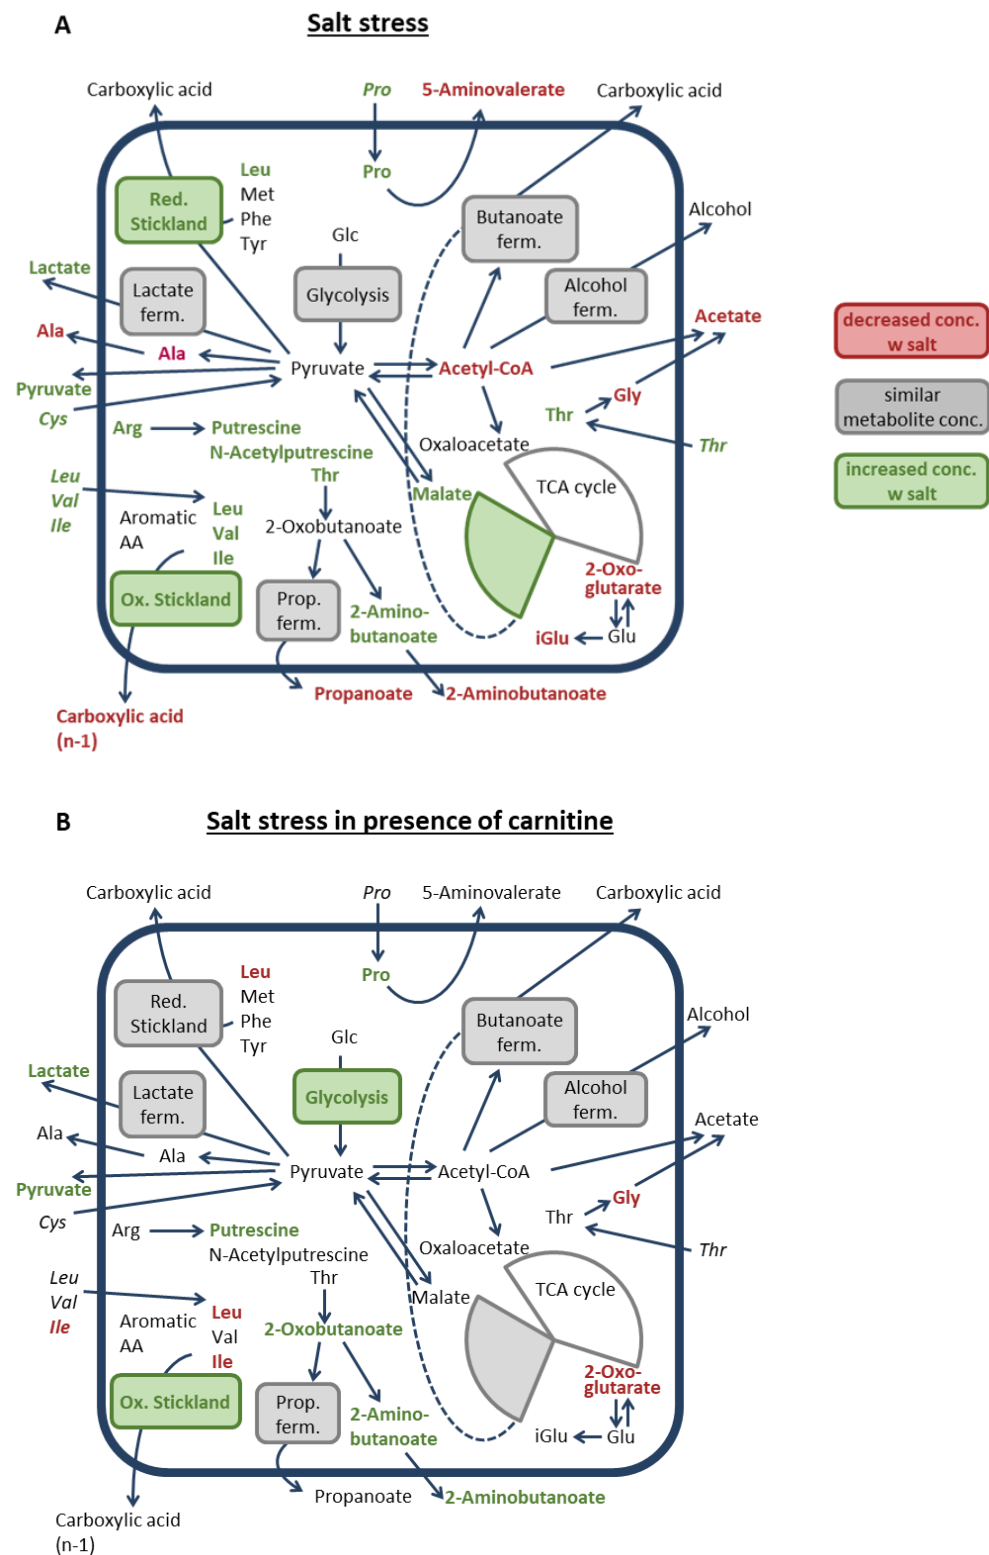 A
Salt stress
Carboxylic acid
Pro
5-Aminovalerate
Carboxylic acid
Leu
Met
Phe
Tyr
Pro
Red.
Stickland
Butanoate
ferm.
Alcohol
Glc
Lactate
Lactate
ferm.
Glycolysis
Alcohol
ferm.
Acetate
Ala
Ala
Pyruvate
Acetyl-CoA
Pyruvate
Cys
Gly
Thr
Thr
Arg
Putrescine
N-Acetylputrescine
Oxaloacetate
Leu
Val
Ile
Thr
Malate
TCA cycle
Aromatic
AA
Leu
Val
Ile
2-Oxobutanoate
Ox. Stickland
Prop.
ferm.
2-Amino-
butanoate
2-Oxo-
glutarate
iGlu
Glu
Propanoate
2-Aminobutanoate
Carboxylic acid
(n-1)
decreased conc.
w salt
similar
metabolite conc.
increased conc.
w salt
B
Salt stress in presence of carnitine
Carboxylic acid
Pro
5-Aminovalerate
Carboxylic acid
Leu
Met
Phe
Tyr
Pro
Red.
Stickland
Butanoate
ferm.
Alcohol
Glc
Lactate
Lactate
ferm.
Glycolysis
Alcohol
ferm.
Acetate
Ala
Ala
Pyruvate
Acetyl-CoA
Pyruvate
Cys
Gly
Thr
Thr
Arg
Putrescine
N-Acetylputrescine
Oxaloacetate
Leu
Val
Ile
Thr
Malate
TCA cycle
Aromatic
AA
Leu
Val
Ile
2-Oxobutanoate
Ox. Stickland
Prop.
ferm.
2-Amino-
butanoate
2-Oxo-
glutarate
iGlu
Glu
Propanoate
2-Aminobutanoate
Carboxylic acid
(n-1)